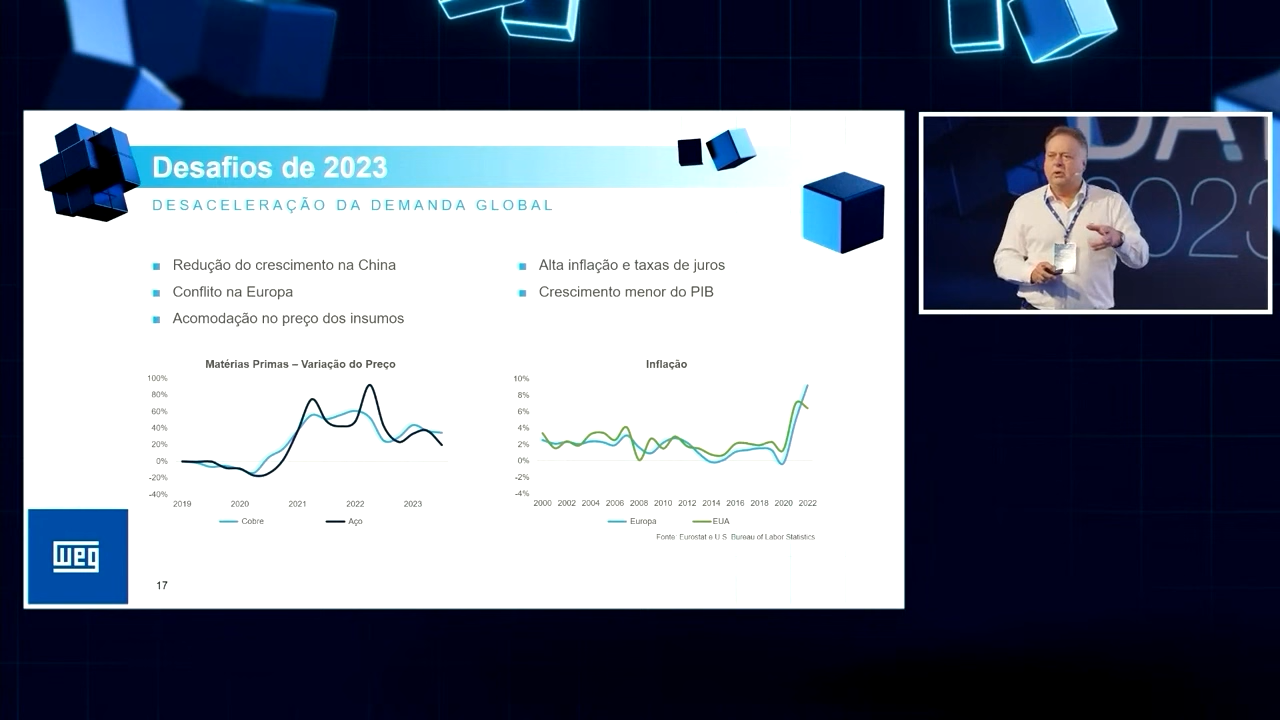 Desafios de 2023
DESACELERAÇÃO DA DEMANDA GLOBAL
Redução do crescimento na China
Conflito na Europa
Acomodação no preço dos insumos
Alta inflação e taxas de juros
Crescimento menor do PIB
Matérias Primas – Variação do Preço
100%
80%
60%
40%
20%
0%
-20%
-40%
2019 2020 2021 2022 2023
Cobre Aço
Inflação
10%
8%
6%
4%
2%
0%
-2%
-4%
2000 2002 2004 2006 2008 2010 2012 2014 2016 2018 2020 2022
Europa EUA
Fonte: Eurostat e U.S. Bureau of Labor Statistics
weg
17
DA
2023